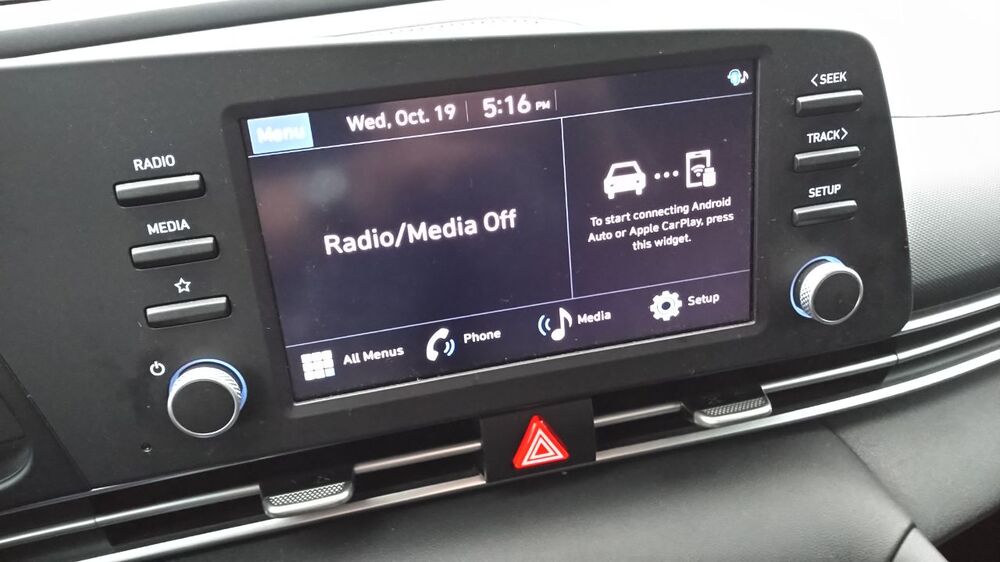 Menu
Wed, Oct. 19
5:16 PM
Radio/Media Off
To start connecting Android
Auto or Apple CarPlay, press
this widget.
All Menus
Phone
Media
Setup
RADIO
MEDIA
<SEEK
TRACK>
SETUP